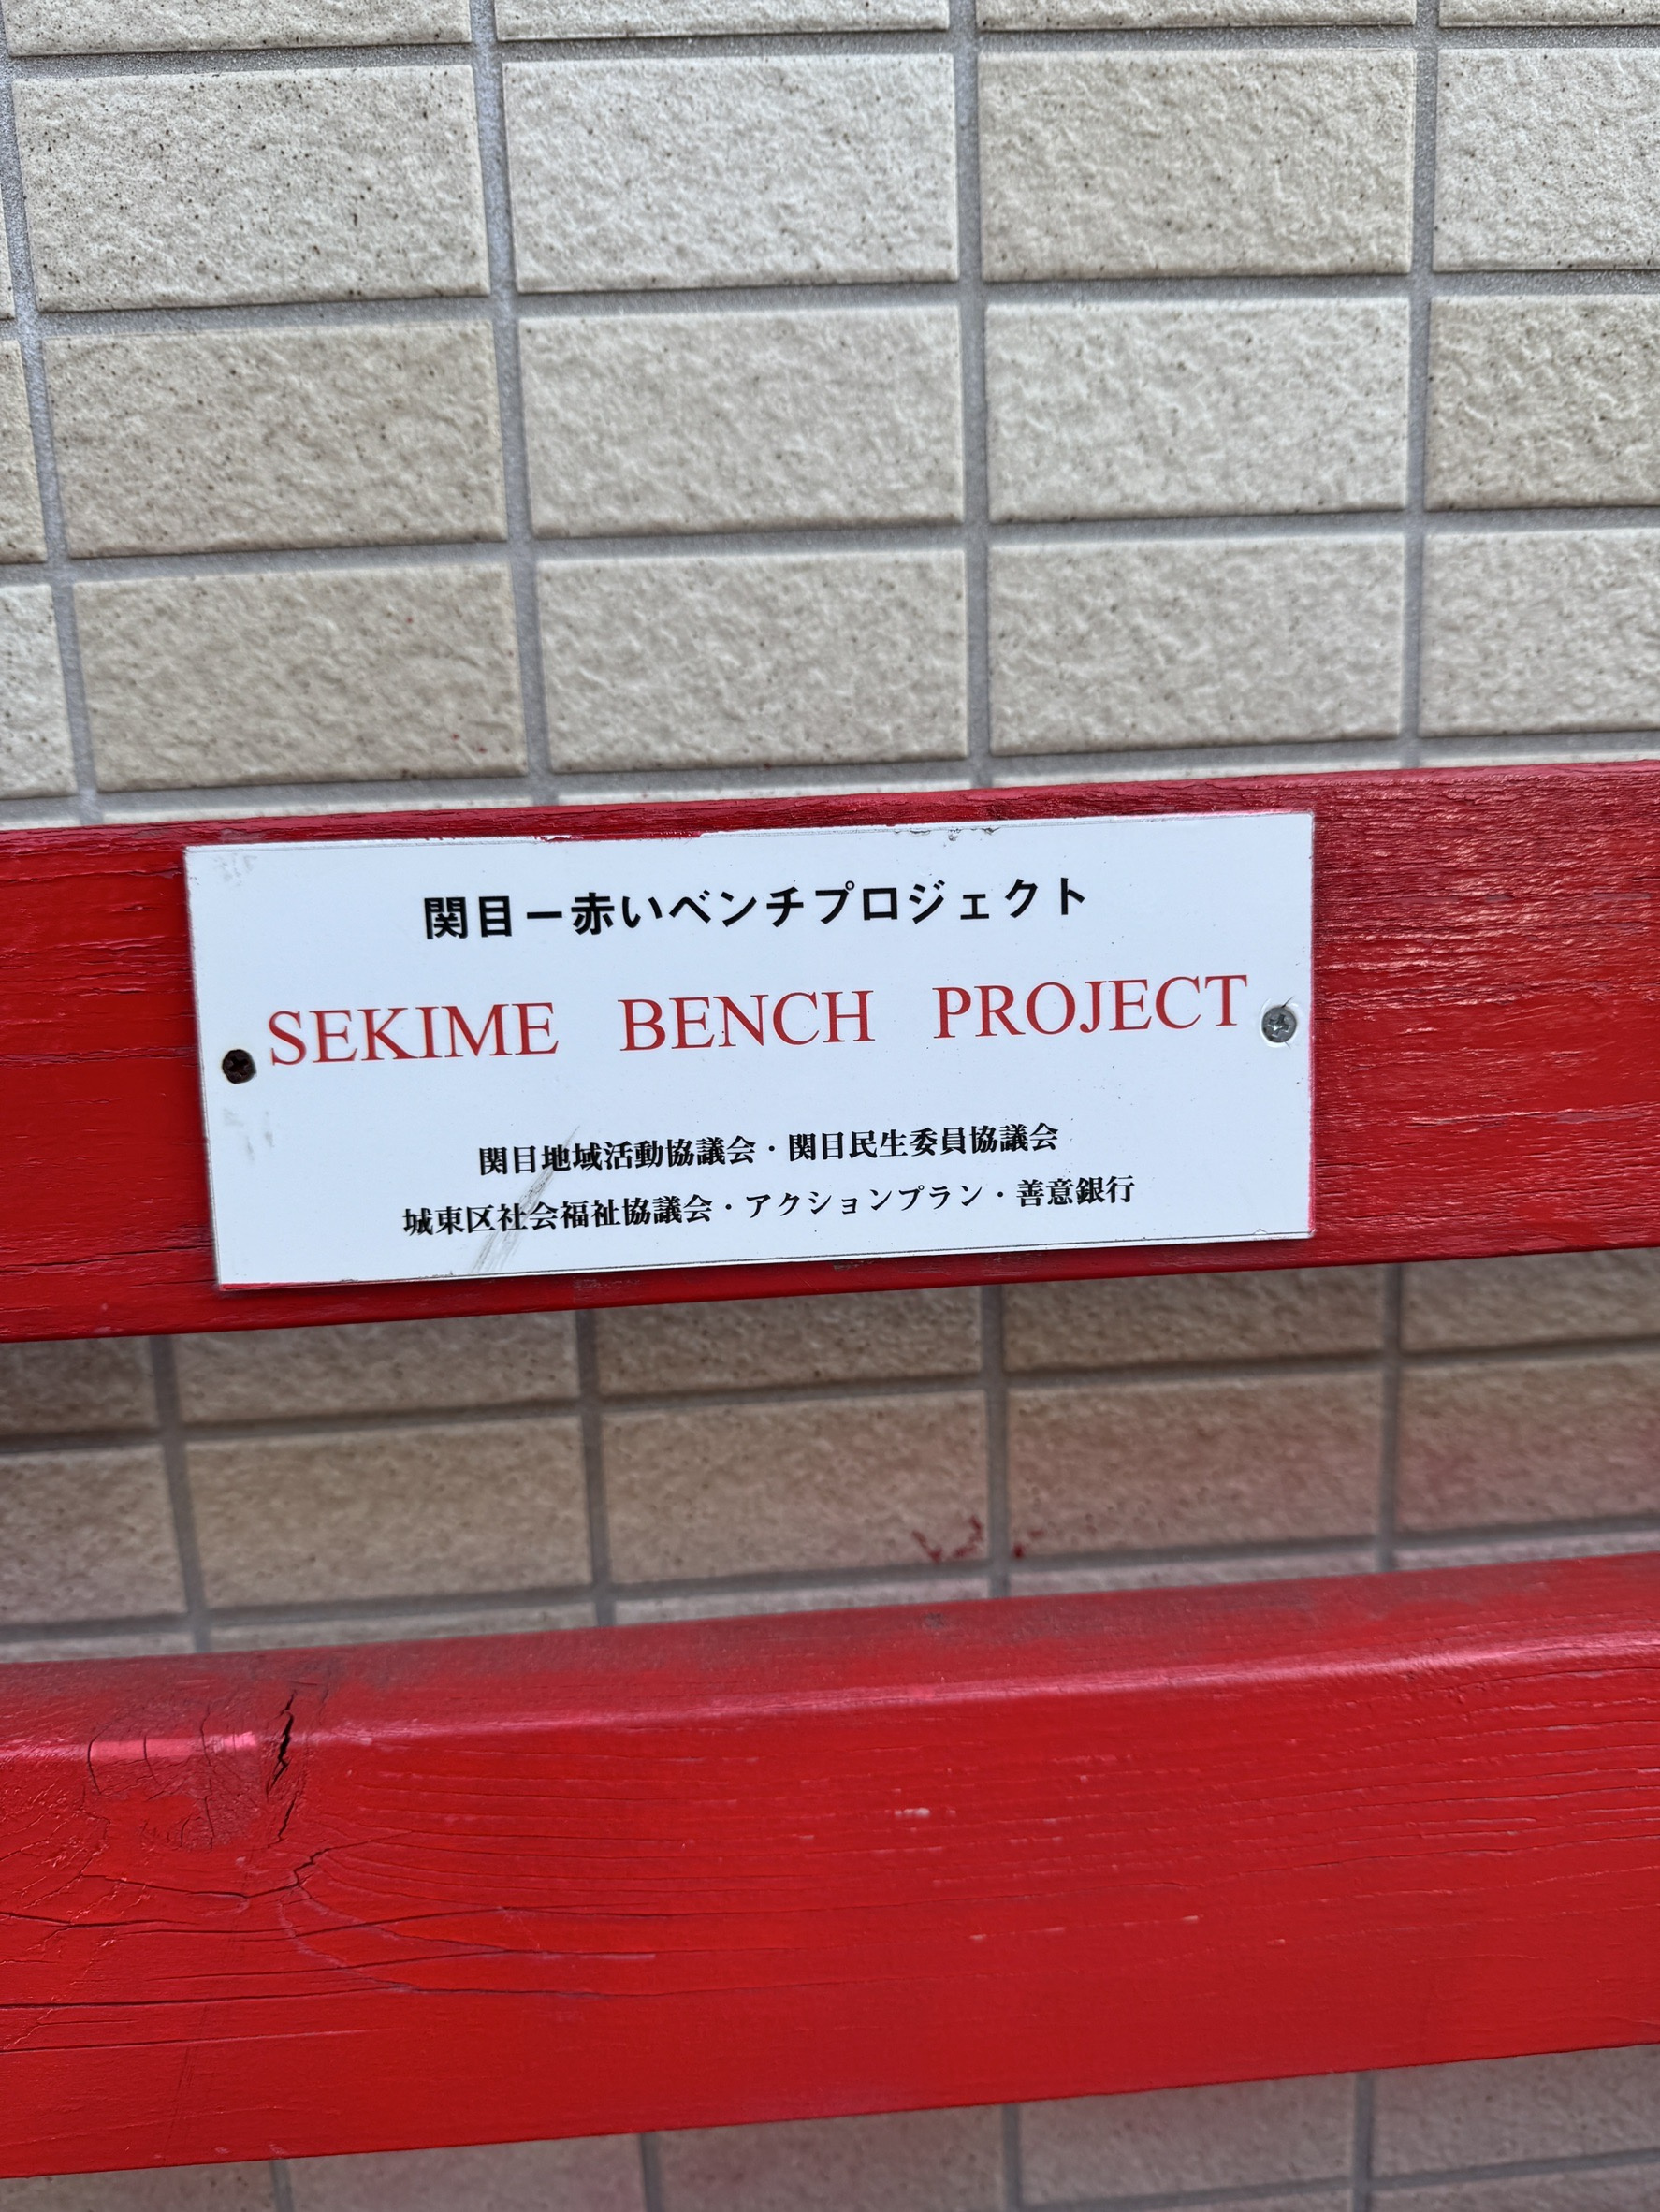 関目ー赤いベンチプロジェクト
SEKIME BENCH PROJECT
関目地域活動協議会・関目民生委員協議会
城東区社会福祉協議会・アクションプラン・善意銀行